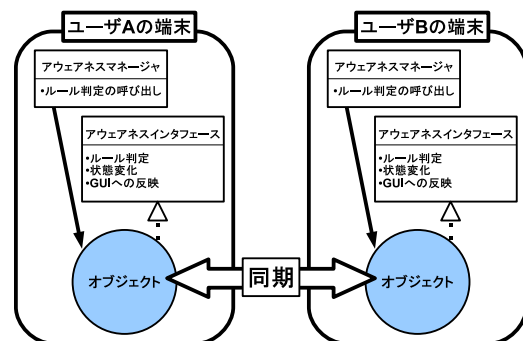 ユーザAの端末
アウェアネスマネージャ
•ルール判定の呼び出し
アウェアネスインタフェース
•ルール判定
•状態変化
•GUIへの反映
オブジェクト
同期
ユーザBの端末
アウェアネスマネージャ
•ルール判定の呼び出し
アウェアネスインタフェース
•ルール判定
•状態変化
•GUIへの反映
オブジェクト